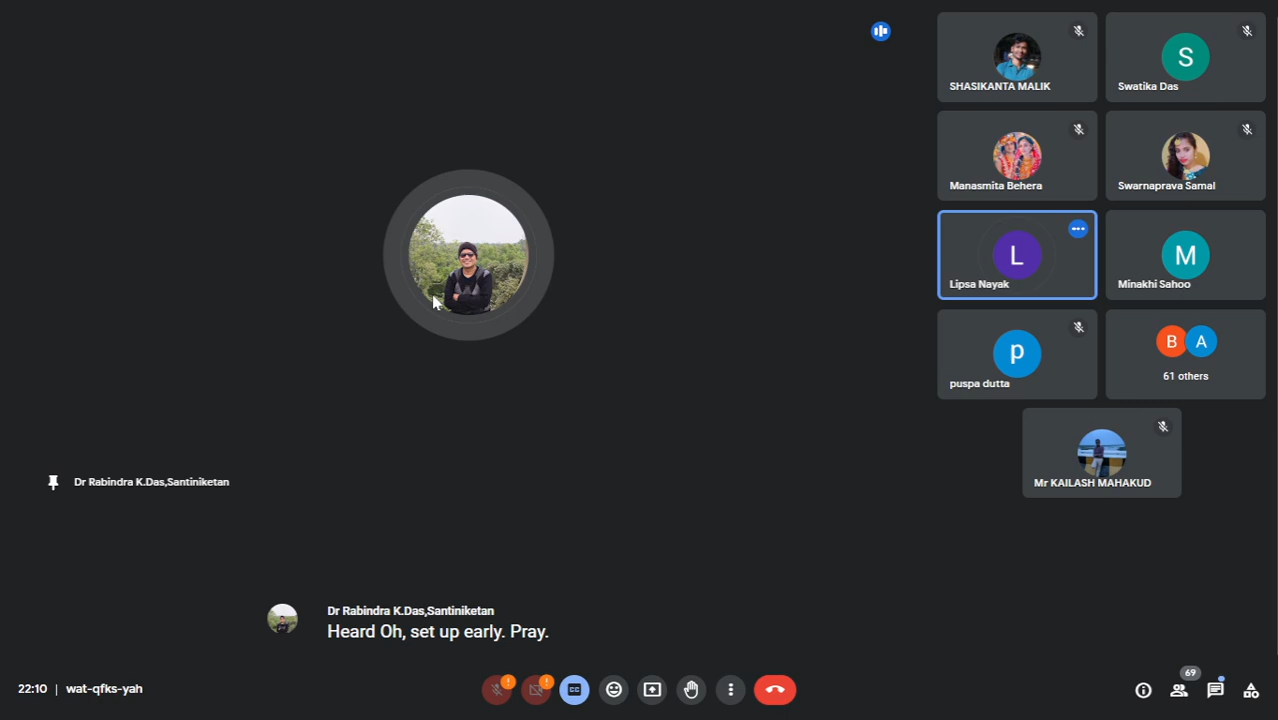 SHASIKANTA MALIK
S
Swatika Das
Manasmita Behera
Swarnaprava Samal
L
Lipsa Nayak
M
Minakhi Sahoo
p
puspa dutta
B A
61 others
Mr KAILASH MAHAKUD
Dr Rabindra K.Das,Santiniketan
Dr Rabindra K.Das,Santiniketan
Heard Oh, set up early. Pray.
22:10 | wat-qfks-yah
! ! CC
69